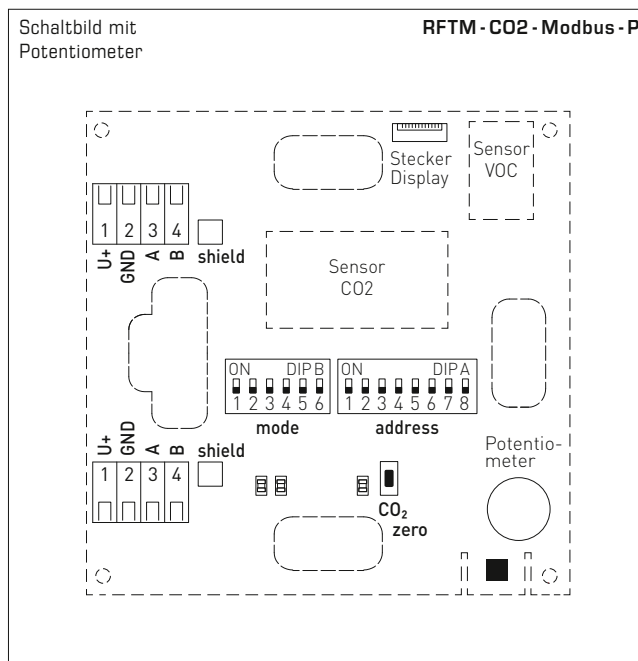 Schaltbild mit
Potentiometer
RFTM - CO2 - Modbus - P
Stecker
Display
Sensor
VOC
1 2 3 4
U+ GND A B shield
Sensor
CO2
ON DIP B
1 2 3 4 5 6
mode
ON DIP A
1 2 3 4 5 6 7 8
address
U+ GND A B shield
1 2 3 4
CO₂
zero
Potentio-
meter